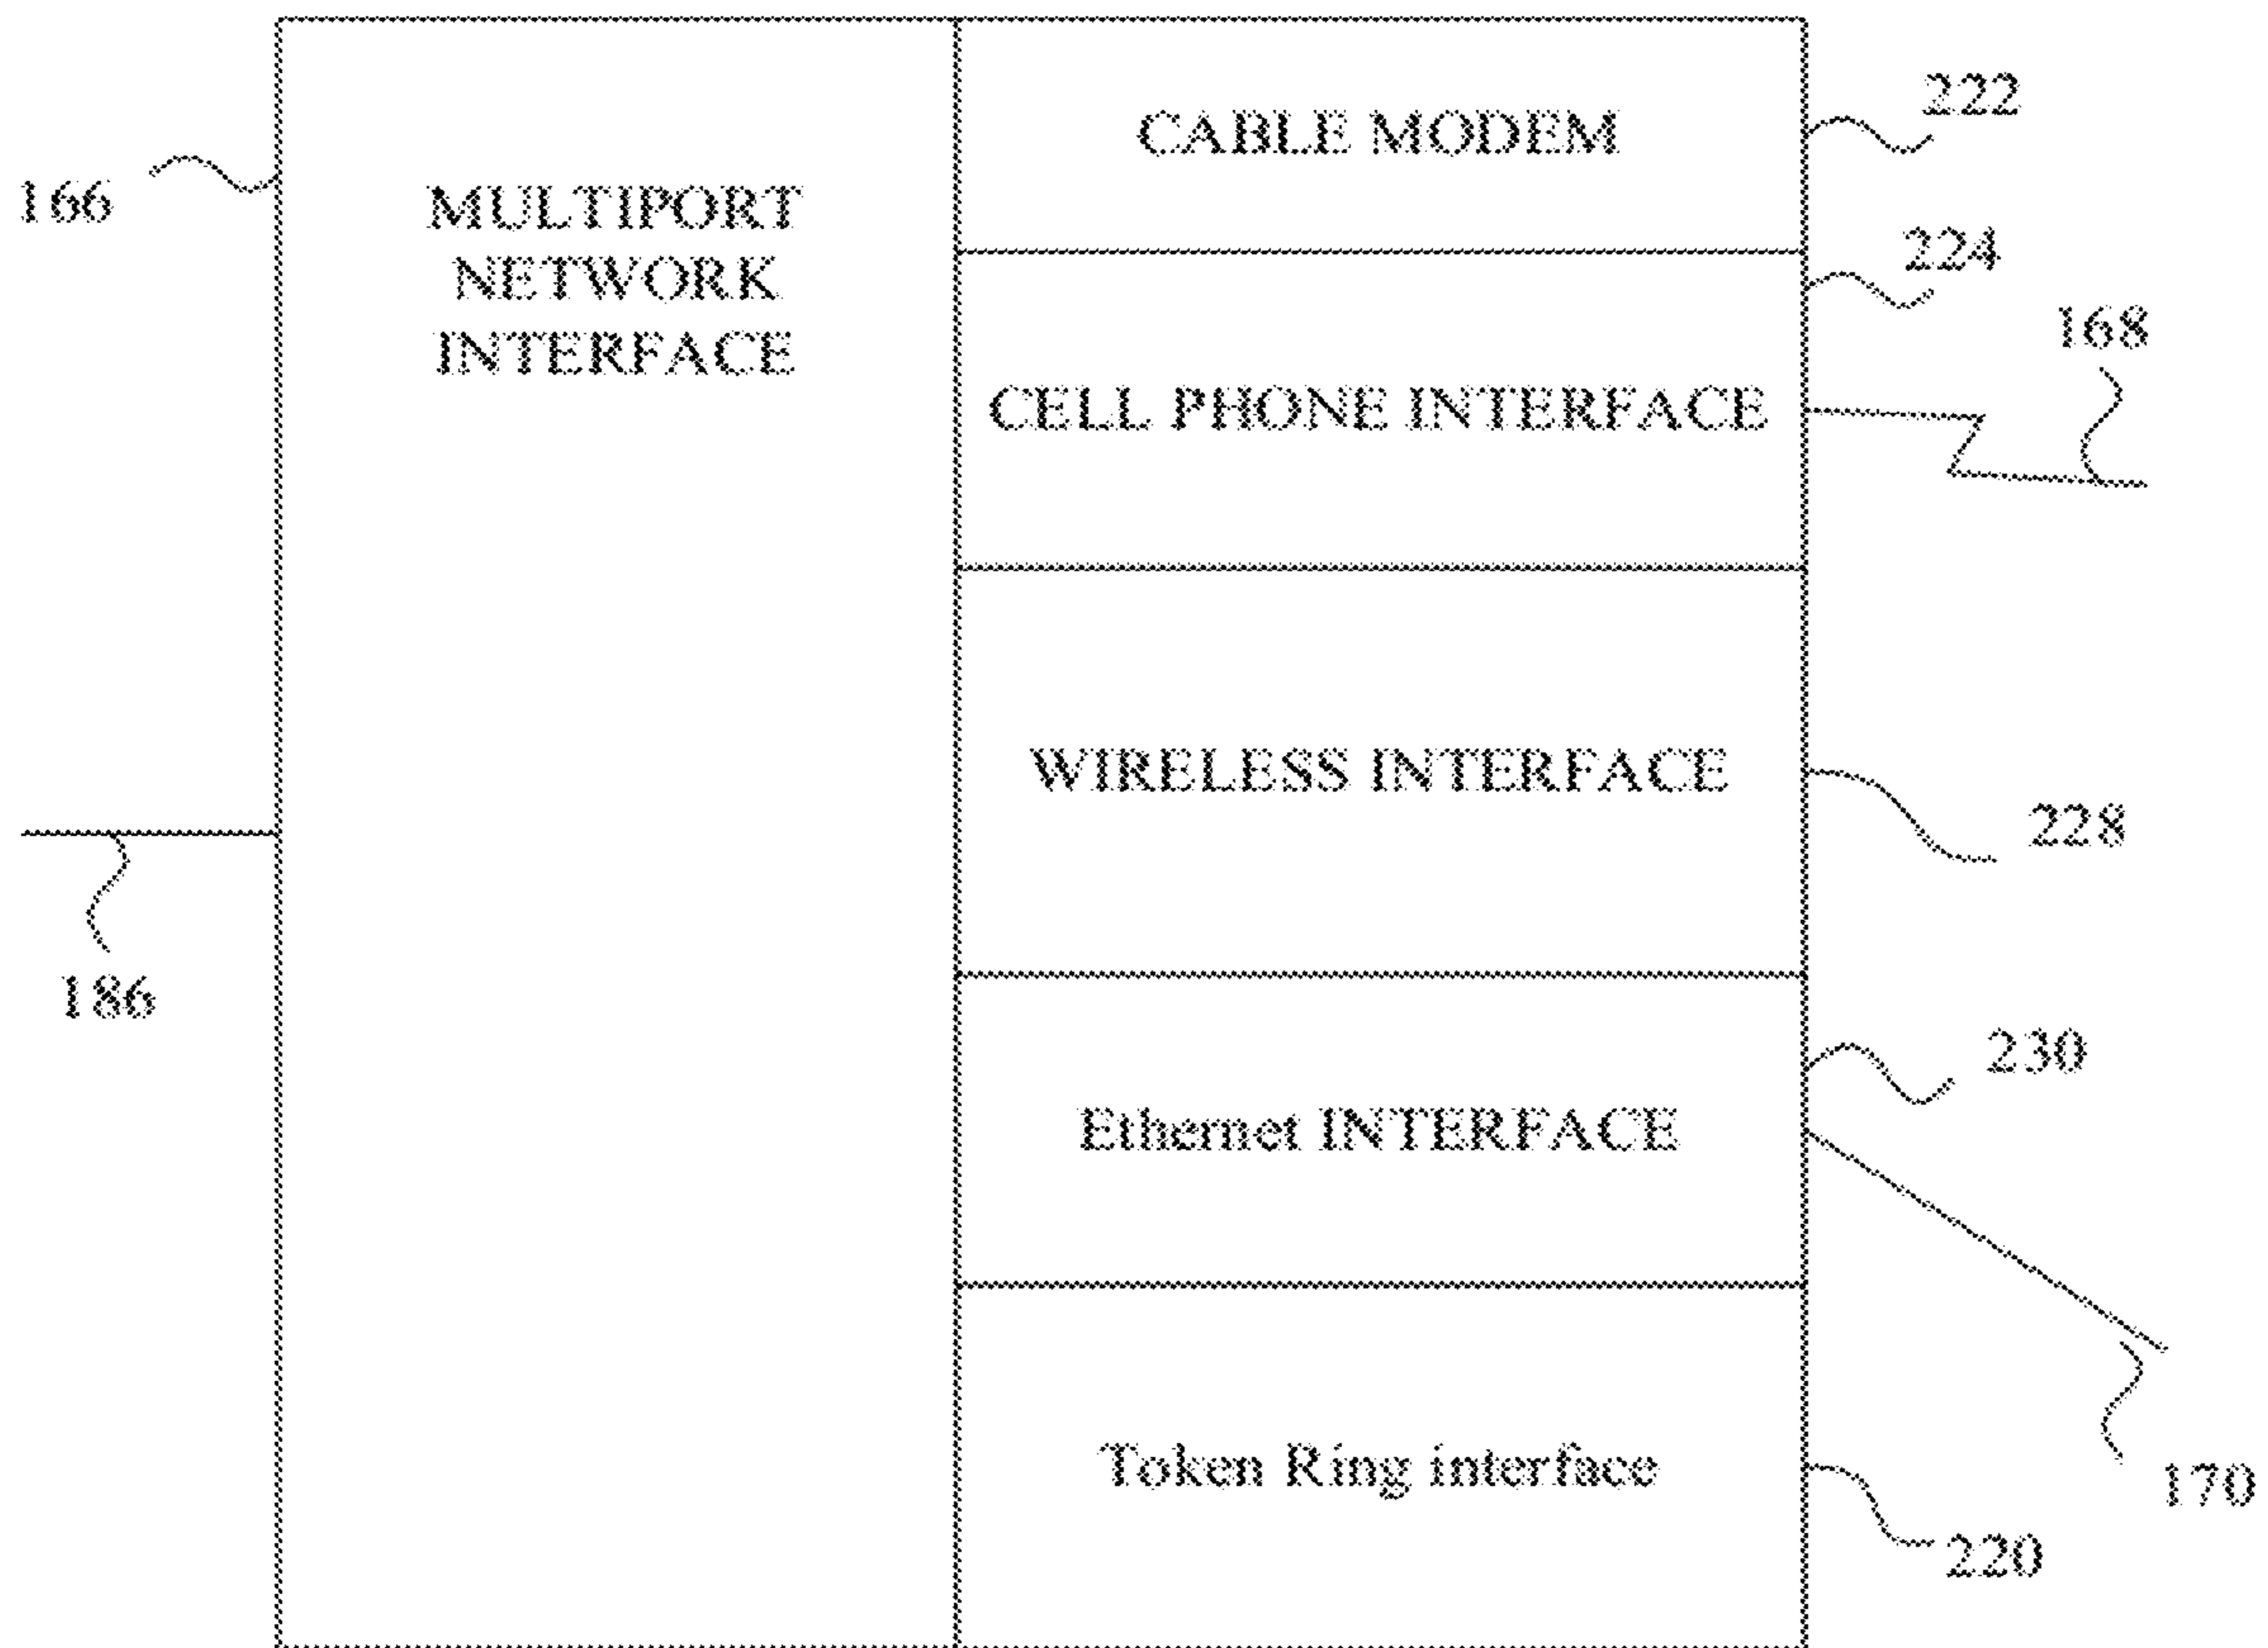 222
CABLE MODEM
166
MULTIPORT
NETWORK
INTERFACE
224
168
CELL PHONE INTERFACE
WIRELESS INTERFACE
228
186
230
Ethernet INTERFACE
Token Ring interface
170
220